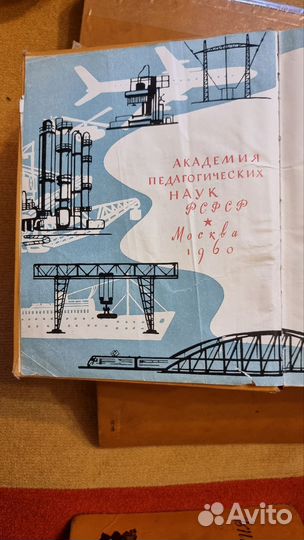 АКАДЕМИЯ
ПЕДАГОГИЧЕСКИХ
НАУК
РСФСР
★
Москва
1960
Avito